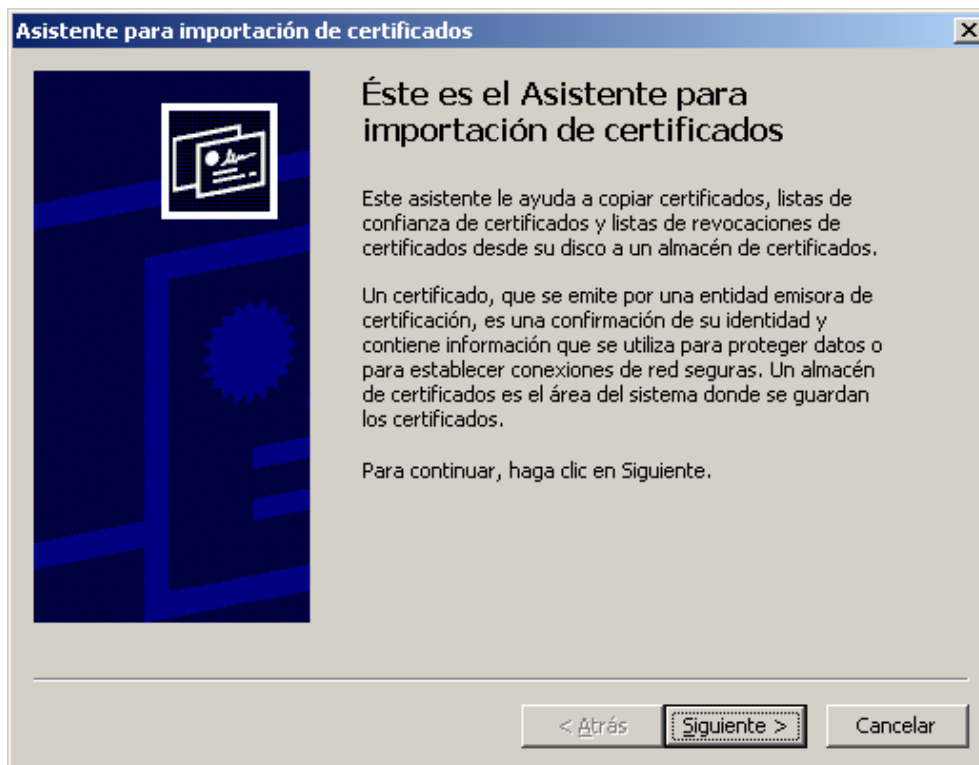 Asistente para importación de certificados
Éste es el Asistente para
importación de certificados
Este asistente le ayuda a copiar certificados, listas de
confianza de certificados y listas de revocaciones de
certificados desde su disco a un almacén de certificados.
Un certificado, que se emite por una entidad emisora de
certificación, es una confirmación de su identidad y
contiene información que se utiliza para proteger datos o
para establecer conexiones de red seguras. Un almacén
de certificados es el área del sistema donde se guardan
los certificados.
Para continuar, haga clic en Siguiente.
< Atrás
Siguiente >
Cancelar